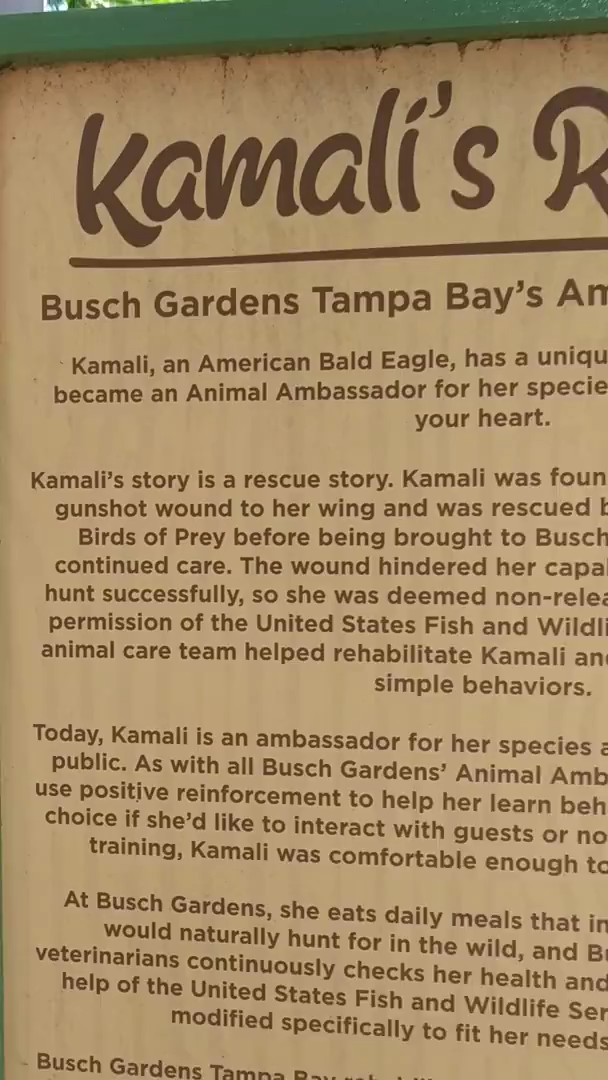 Kamali's R
Busch Gardens Tampa Bay's Am
Kamali, an American Bald Eagle, has a uniqu
became an Animal Ambassador for her specie
your heart.
Kamali's story is a rescue story. Kamali was foun
gunshot wound to her wing and was rescued b
Birds of Prey before being brought to Busch
continued care. The wound hindered her capa
hunt successfully, so she was deemed non-relea
permission of the United States Fish and Wildli
animal care team helped rehabilitate Kamali and
simple behaviors.
Today, Kamali is an ambassador for her species a
public. As with all Busch Gardens' Animal Amb
use positive reinforcement to help her learn beh
choice if she'd like to interact with guests or no
training, Kamali was comfortable enough to
At Busch Gardens, she eats daily meals that in
would naturally hunt for in the wild, and Bu
veterinarians continuously checks her health and
help of the United States Fish and Wildlife Ser
modified specifically to fit her needs
Busch Gardens Tampa Bay